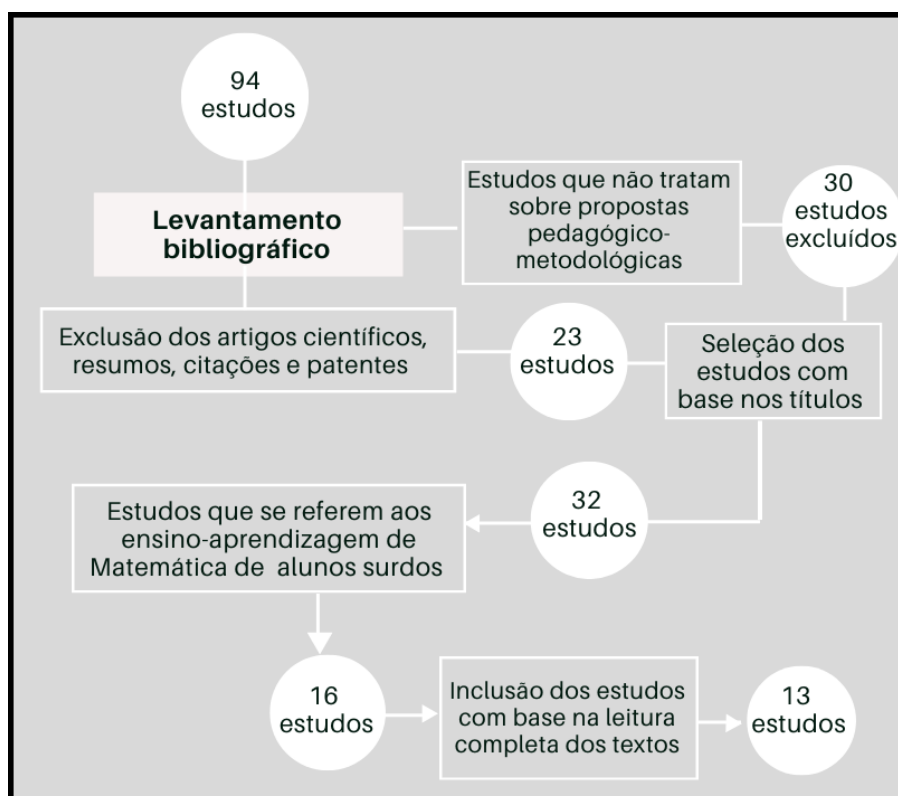 94
estudos
Levantamento
bibliográfico
Estudos que não tratam
sobre propostas
pedagógico-
metodológicas
30
estudos
excluídos
Exclusão dos artigos científicos,
resumos, citações e patentes
23
estudos
Seleção dos
estudos com
base nos títulos
Estudos que se referem aos
ensino-aprendizagem de
Matemática de alunos surdos
32
estudos
16
estudos
Inclusão dos estudos
com base na leitura
completa dos textos
13
estudos